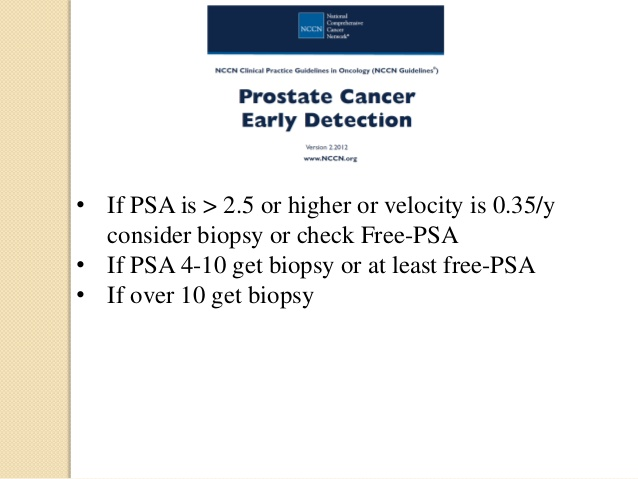 NCCN
National
Comprehensive
Cancer
Network®
NCCN Clinical Practice Guidelines in Oncology (NCCN Guidelines®)
Prostate Cancer
Early Detection
Version 2.2012
www.NCCN.org
• If PSA is > 2.5 or higher or velocity is 0.35/y
consider biopsy or check Free-PSA
• If PSA 4-10 get biopsy or at least free-PSA
• If over 10 get biopsy